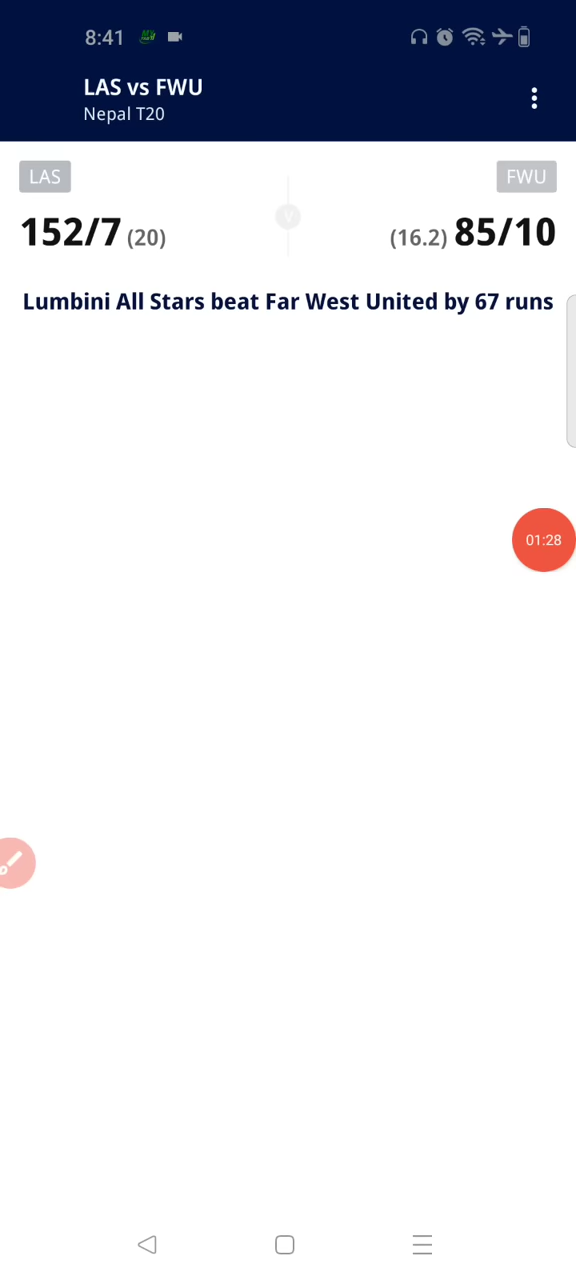 8:41
LAS vs FWU
Nepal T20
LAS
FWU
V
152/7 (20)
(16.2) 85/10
Lumbini All Stars beat Far West United by 67 runs
01:28